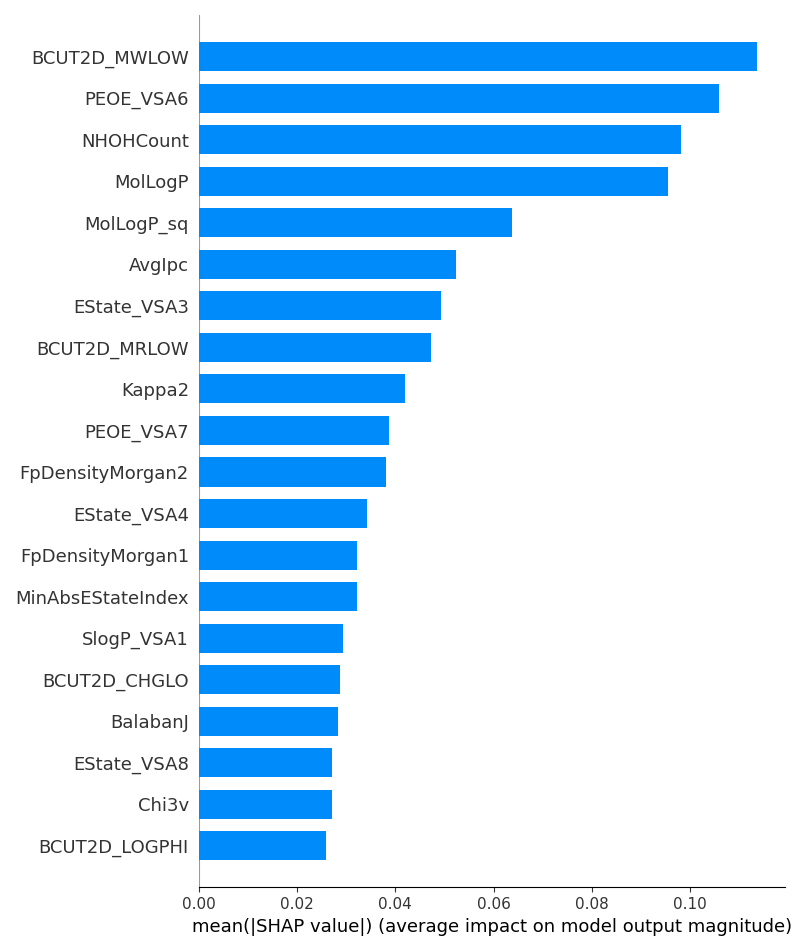 BCUT2D_MWLOW
PEOE_VSA6
NHOHCount
MolLogP
MolLogP_sq
AvgIpc
EState_VSA3
BCUT2D_MRLOW
Kappa2
PEOE_VSA7
FpDensityMorgan2
EState_VSA4
FpDensityMorgan1
MinAbsEStateIndex
SlogP_VSA1
BCUT2D_CHGLO
BalabanJ
EState_VSA8
Chi3v
BCUT2D_LOGPHI
0.00 0.02 0.04 0.06 0.08 0.10
mean(|SHAP value|) (average impact on model output magnitude)